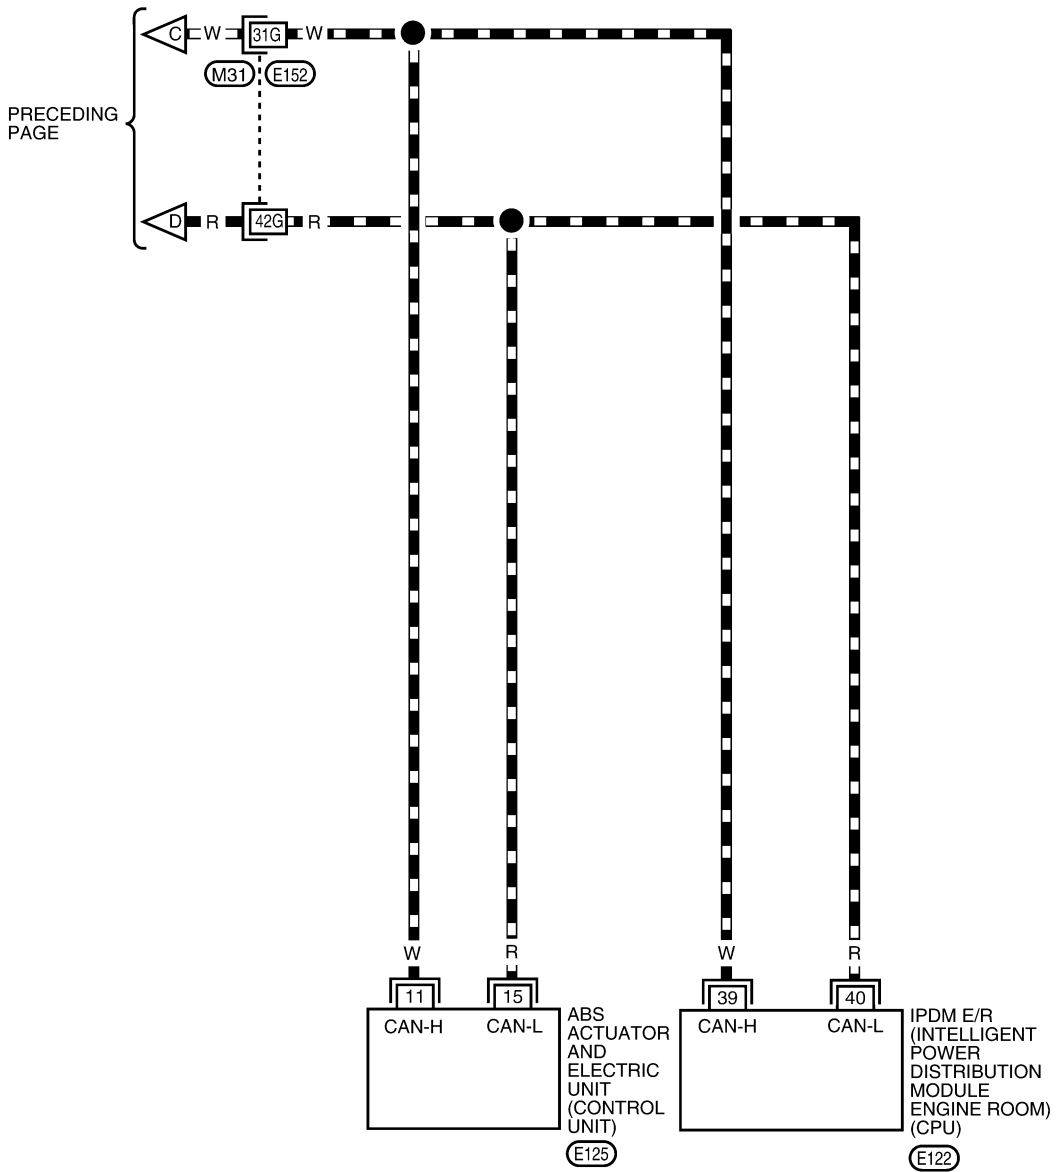 C W 31G W
M31 E152
PRECEDING
PAGE
D R 42G R
W R W R
11 15 39 40
CAN-H CAN-L
ABS
ACTUATOR
AND
ELECTRIC
UNIT
(CONTROL
UNIT)
E125
CAN-H CAN-L
IPDM E/R
(INTELLIGENT
POWER
DISTRIBUTION
MODULE
ENGINE ROOM)
(CPU)
E122